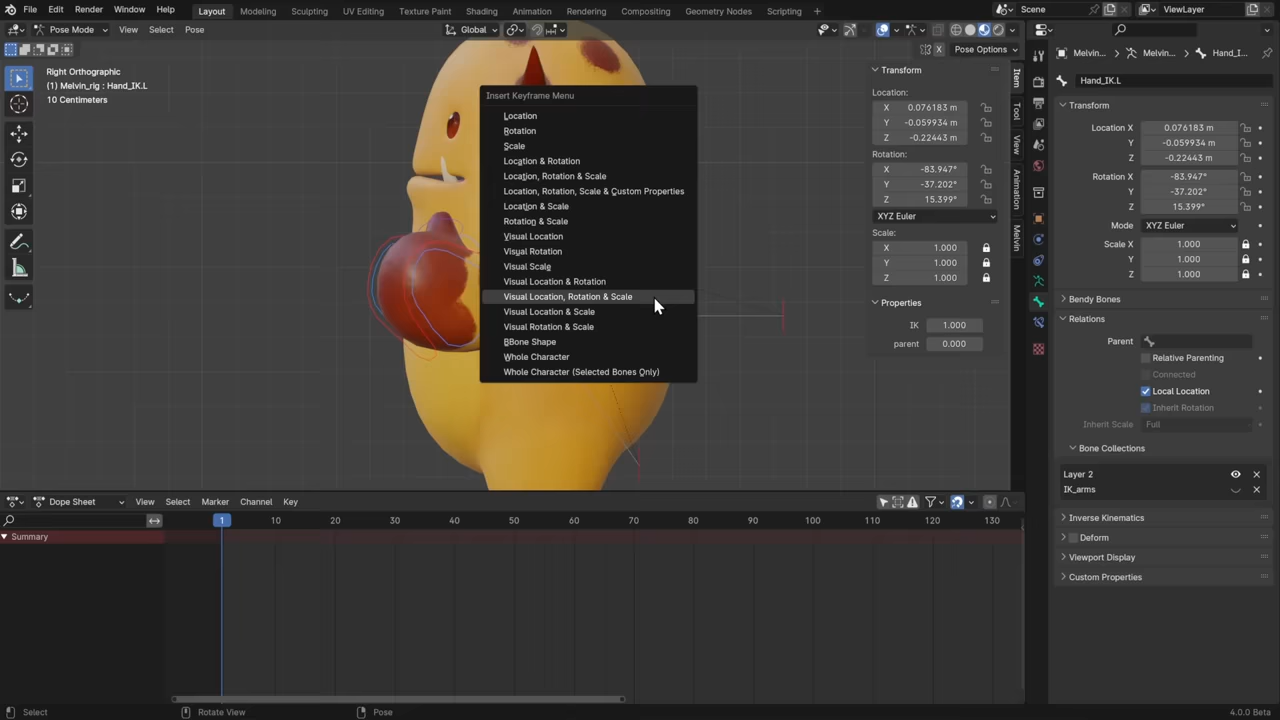 File Edit Render Window Help Layout Modeling Sculpting UV Editing Texture Paint Shading Animation Rendering Compositing Geometry Nodes Scripting + Scene ViewLayer
Pose Mode View Select Pose Global
X Pose Options Melvin... Melvin... Hand_I...
Right Orthographic
(1) Melvin_rig : Hand_IK.L
10 Centimeters
Insert Keyframe Menu
Location
Rotation
Scale
Location & Rotation
Location, Rotation & Scale
Location, Rotation, Scale & Custom Properties
Location & Scale
Rotation & Scale
Visual Location
Visual Rotation
Visual Scale
Visual Location & Rotation
Visual Location, Rotation & Scale
Visual Location & Scale
Visual Rotation & Scale
BBone Shape
Whole Character
Whole Character (Selected Bones Only)
Transform
Location:
X 0.076183 m
Y -0.059934 m
Z -0.22443 m
Rotation:
X -83.947°
Y -37.202°
Z 15.399°
XYZ Euler
Scale:
X 1.000
Y 1.000
Z 1.000
Properties
IK 1.000
parent 0.000
Item
Tool
View
Animation
Melvin
Hand_IK.L
Transform
Location X 0.076183 m
Y -0.059934 m
Z -0.22443 m
Rotation X -83.947°
Y -37.202°
Z 15.399°
Mode XYZ Euler
Scale X 1.000
Y 1.000
Z 1.000
Bendy Bones
Relations
Parent
Relative Parenting
Connected
Local Location
Inherit Rotation
Inherit Scale Full
Bone Collections
Layer 2
IK_arms
Inverse Kinematics
Deform
Viewport Display
Custom Properties
Dope Sheet View Select Marker Channel Key
1 10 20 30 40 50 60 70 80 90 100 110 120 130
Summary
Select Rotate View Pose 4.0.0 Beta